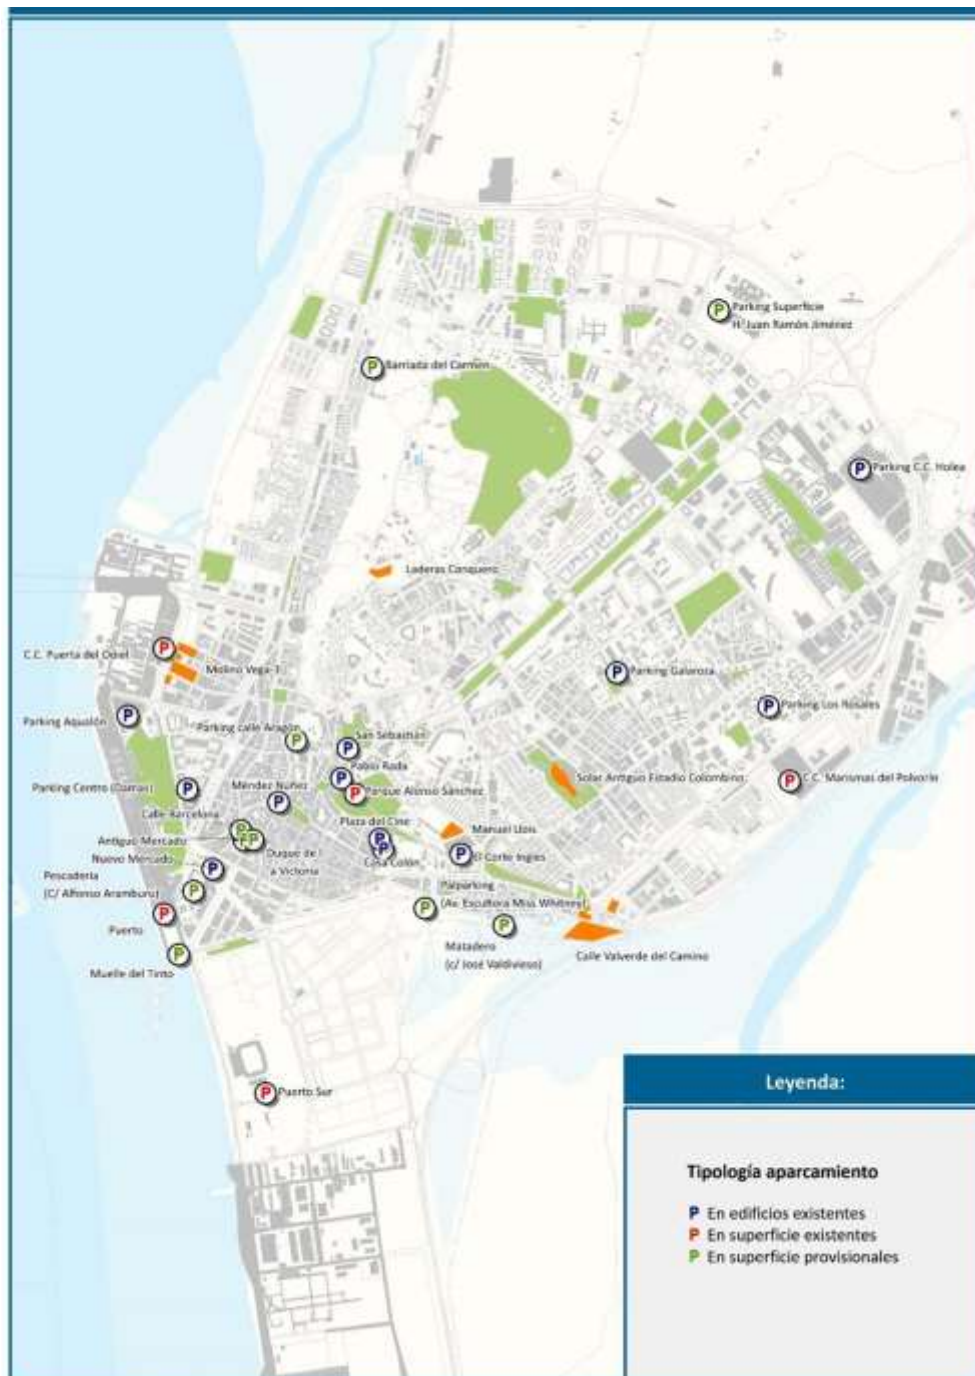 Parking Superficie
H. Juan Ramón Jiménez
Barriada del Carmen
Parking C.C. Holea
Laderas Conquero
C.C. Puerta del Odiel
Molino Vega-1
Parking Galaroza
Parking Los Rosales
Parking Aqualón
Parking calle Aragón
San Sebastián
Pablo Rada
Solar Antiguo Estadio Colombino
C.C. Marismas del Polvorín
Parking Centro (Damas)
Méndez Núñez
Parque Alonso Sánchez
Calle Barcelona
Plaza del Cine
Manuel Llois
Antiguo Mercado
Nuevo Mercado
Duque de l
a Victoria
Casa Colón
El Corte Ingles
Pescadería
(C/ Alfonso Aramburu)
Palparking
(Av. Escultora Miss Whitney)
Puerto
Matadero
(c/ José Valdivieso)
Calle Valverde del Camino
Muelle del Tinto
Puerto Sur
Leyenda:
Tipología aparcamiento
P En edificios existentes
P En superficie existentes
P En superficie provisionales